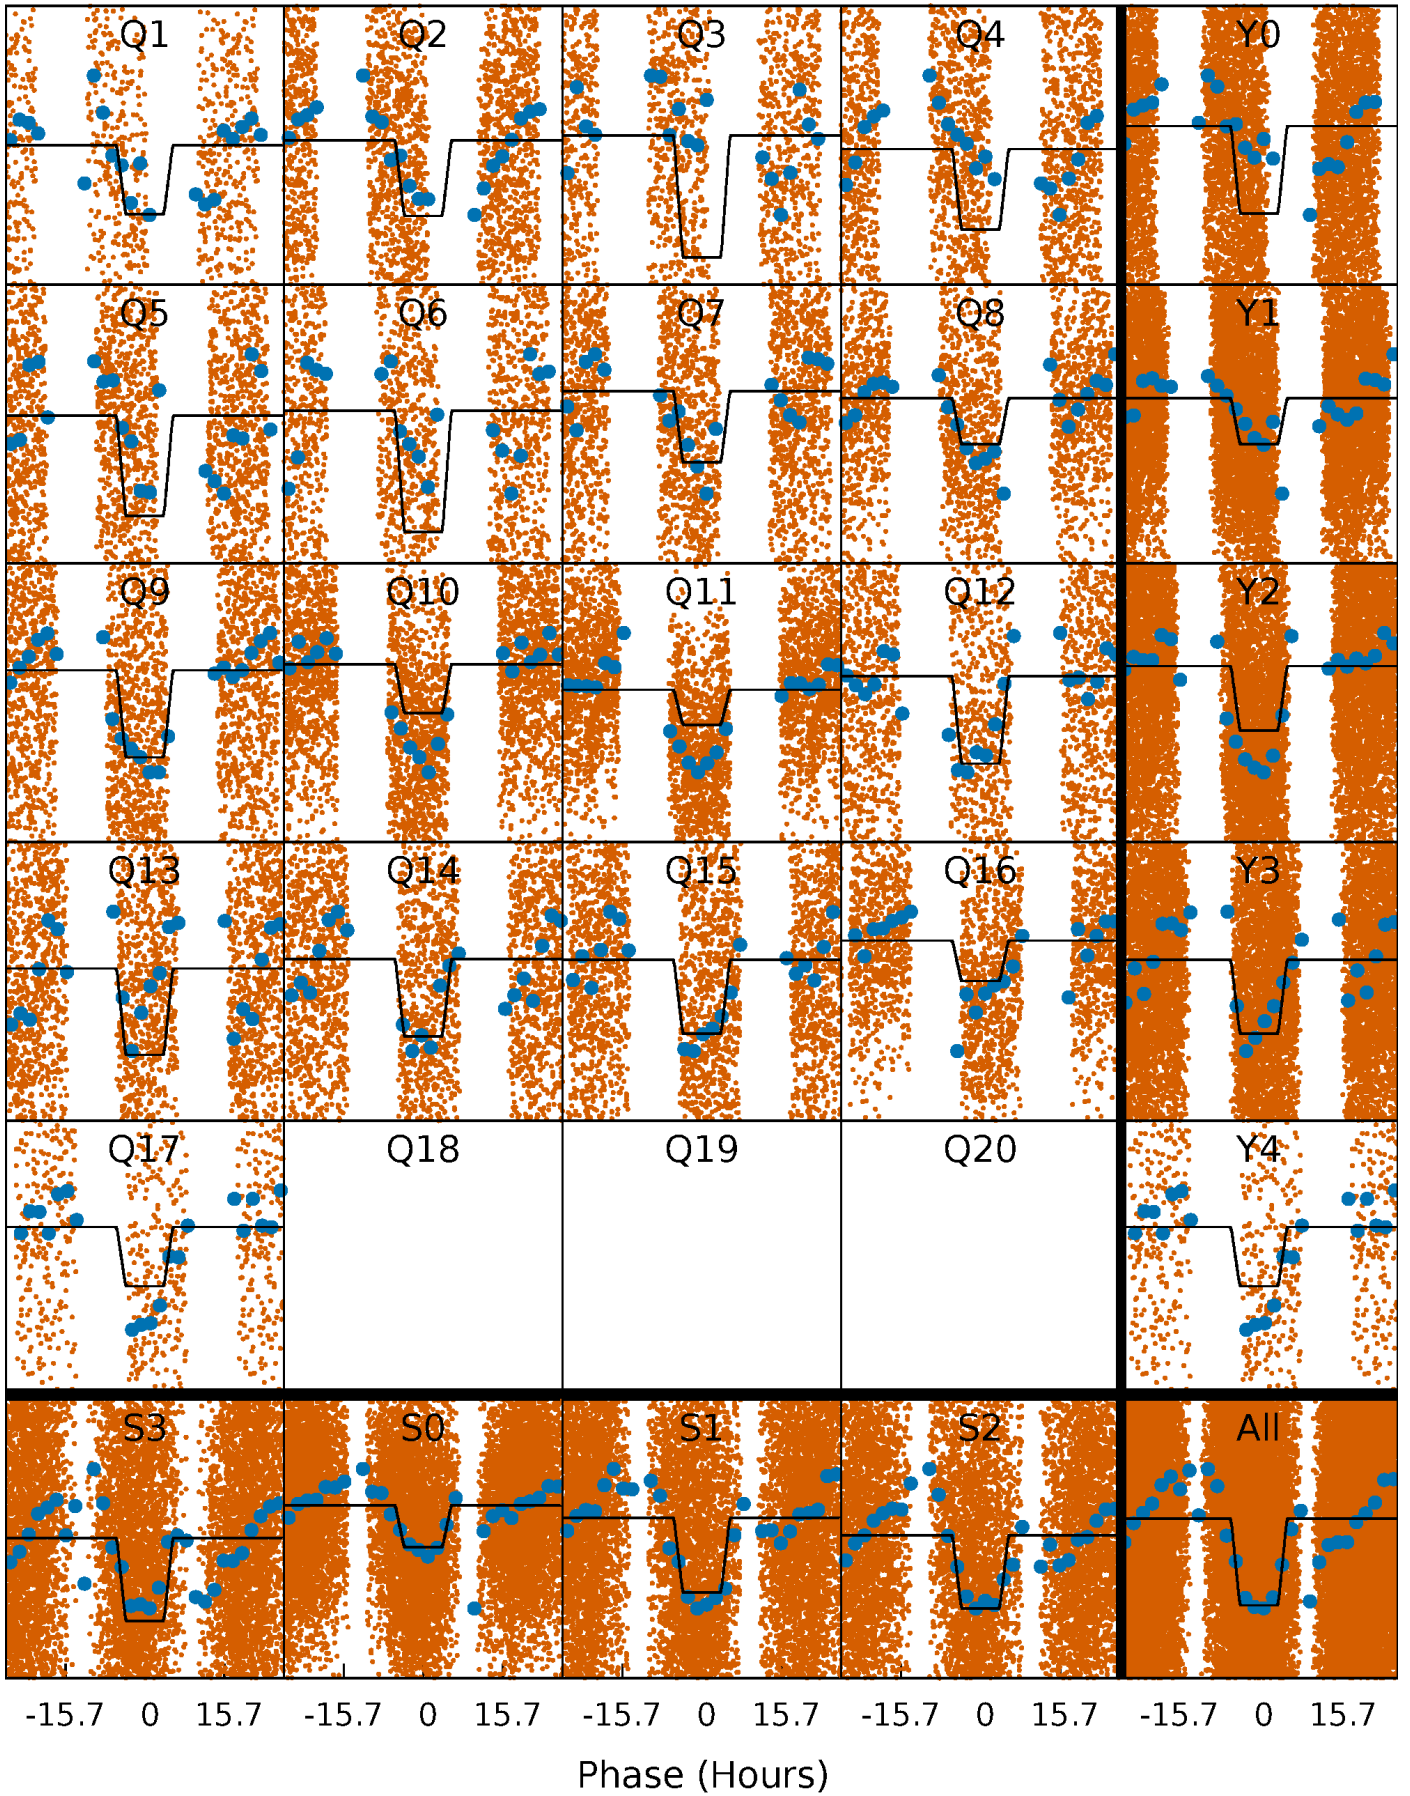 Q1 Q2 Q3 Q4 Y0
Q5 Q6 Q7 Q8 Y1
Q9 Q10 Q11 Q12 Y2
Q13 Q14 Q15 Q16 Y3
Q17 Q18 Q19 Q20 Y4
S3 S0 S1 S2 All
-15.7 0 15.7 -15.7 0 15.7 -15.7 0 15.7 -15.7 0 15.7 -15.7 0 15.7
Phase (Hours)